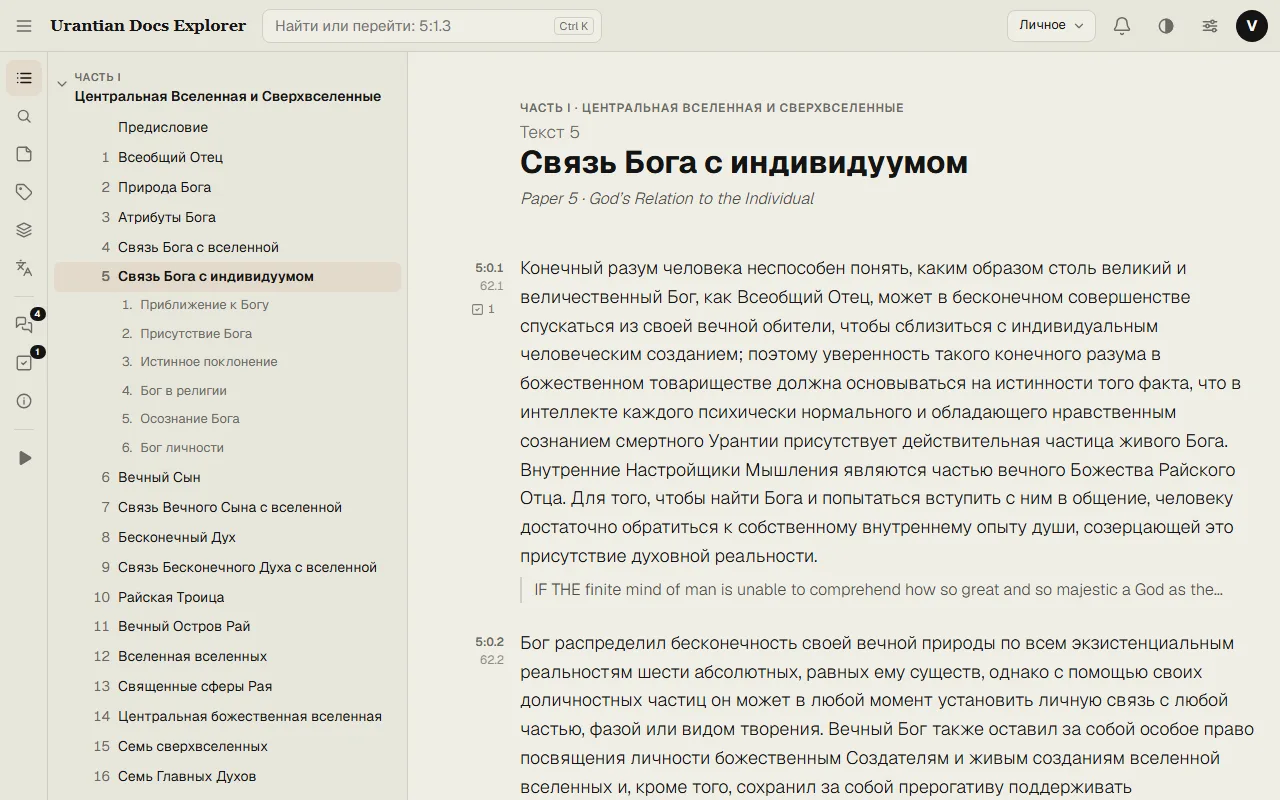 Urantian Docs Explorer
Найти или перейти: 5:1.3
Ctrl K
Личное
V
ЧАСТЬ I
Центральная Вселенная и Сверхвселенные
Предисловие
1 Всеобщий Отец
2 Природа Бога
3 Атрибуты Бога
4 Связь Бога с вселенной
5 Связь Бога с индивидуумом
1. Приближение к Богу
2. Присутствие Бога
3. Истинное поклонение
4. Бог в религии
5. Осознание Бога
6. Бог личности
6 Вечный Сын
7 Связь Вечного Сына с вселенной
8 Бесконечный Дух
9 Связь Бесконечного Духа с вселенной
10 Райская Троица
11 Вечный Остров Рай
12 Вселенная вселенных
13 Священные сферы Рая
14 Центральная божественная вселенная
15 Семь сверхвселенных
16 Семь Главных Духов
4
1
ЧАСТЬ I · ЦЕНТРАЛЬНАЯ ВСЕЛЕННАЯ И СВЕРХВСЕЛЕННЫЕ
Текст 5
Связь Бога с индивидуумом
Paper 5 · God's Relation to the Individual
5:0.1
62.1
1
Конечный разум человека неспособен понять, каким образом столь великий и
величественный Бог, как Всеобщий Отец, может в бесконечном совершенстве
спускаться из своей вечной обители, чтобы сблизиться с индивидуальным
человеческим созданием; поэтому уверенность такого конечного разума в
божественном товариществе должна основываться на истинности того факта, что в
интеллекте каждого психически нормального и обладающего нравственным
сознанием смертного Урантии присутствует действительная частица живого Бога.
Внутренние Настройщики Мышления являются частью вечного Божества Райского
Отца. Для того, чтобы найти Бога и попытаться вступить с ним в общение, человеку
достаточно обратиться к собственному внутреннему опыту души, созерцающей это
присутствие духовной реальности.
IF THE finite mind of man is unable to comprehend how so great and so majestic a God as the…
5:0.2
62.2
Бог распределил бесконечность своей вечной природы по всем экзистенциальным
реальностям шести абсолютных, равных ему существ, однако с помощью своих
доличностных частиц он может в любой момент установить личную связь с любой
частью, фазой или видом творения. Вечный Бог также оставил за собой особое право
посвящения личности божественным Создателям и живым созданиям вселенной
вселенных и, кроме того, сохранил за собой прерогативу поддерживать